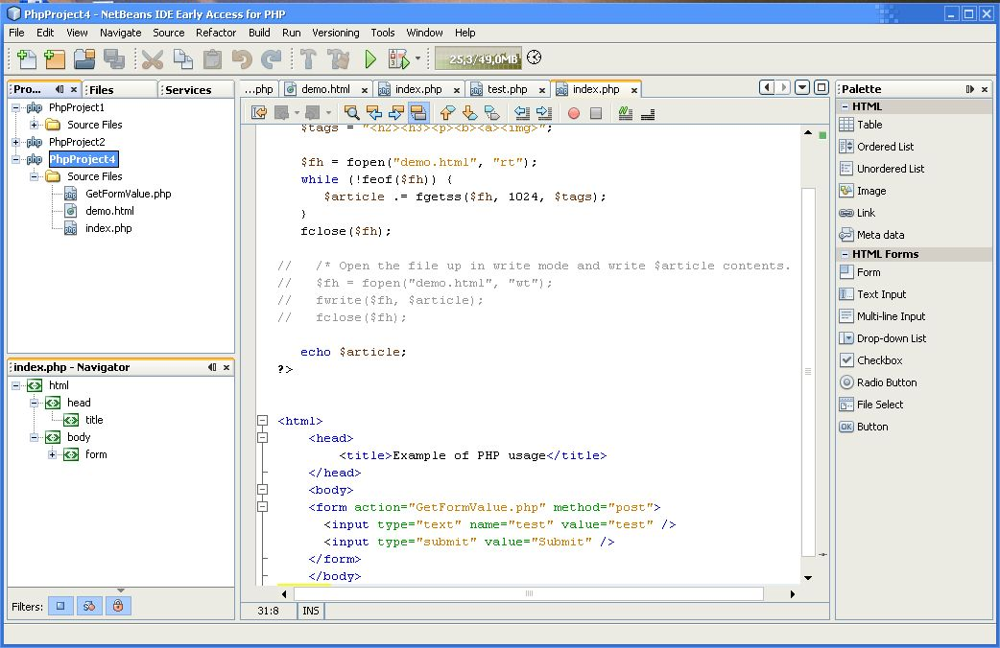 PhpProject4 - NetBeans IDE Early Access for PHP
File Edit View Navigate Source Refactor Build Run Versioning Tools Window Help
25,3/49,0MB
Pro... Files Services
PhpProject1
Source Files
PhpProject2
PhpProject4
Source Files
GetFormValue.php
demo.html
index.php
index.php - Navigator
html
head
title
body
form
Filters:
...php demo.html index.php test.php index.php
$tags = "<h2><h3><p><b><a><img>";
$fh = fopen("demo.html", "rt");
while (!feof($fh)) {
$article .= fgetss($fh, 1024, $tags);
}
fclose($fh);
// /* Open the file up in write mode and write $article contents.
// $fh = fopen("demo.html", "wt");
// fwrite($fh, $article);
// fclose($fh);
echo $article;
?>
<html>
<head>
<title>Example of PHP usage</title>
</head>
<body>
<form action="GetFormValue.php" method="post">
<input type="text" name="test" value="test" />
<input type="submit" value="Submit" />
</form>
</body>
31:8 INS
Palette
HTML
Table
Ordered List
Unordered List
Image
Link
Meta data
HTML Forms
Form
Text Input
Multi-line Input
Drop-down List
Checkbox
Radio Button
File Select
Button